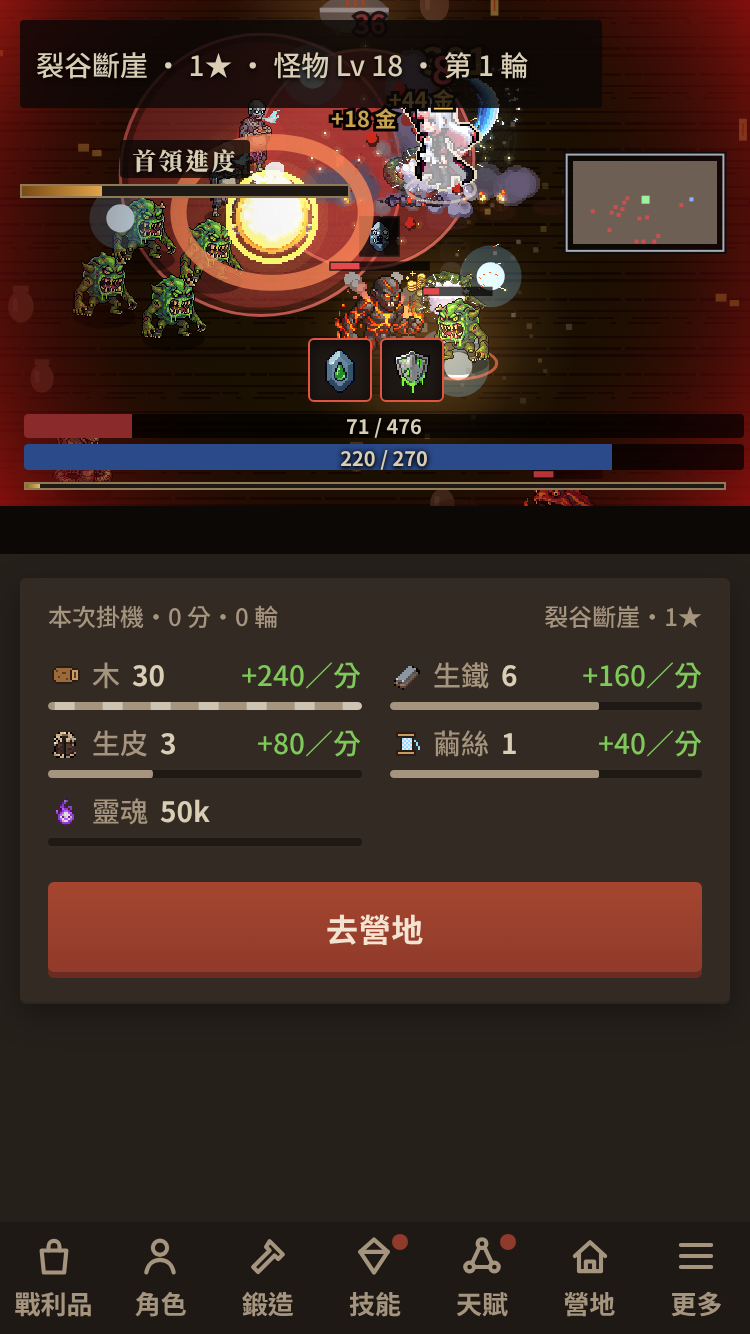 36
裂谷斷崖 · 1★ · 怪物 Lv 18 · 第 1 輪
+44 金
+18 金
首領進度
71 / 476
220 / 270
本次掛機·0 分·0 輪
裂谷斷崖·1★
木 30 +240／分
生鐵 6 +160／分
生皮 3 +80／分
繭絲 1 +40／分
靈魂 50k
去營地
戰利品
角色
鍛造
技能
天賦
營地
更多